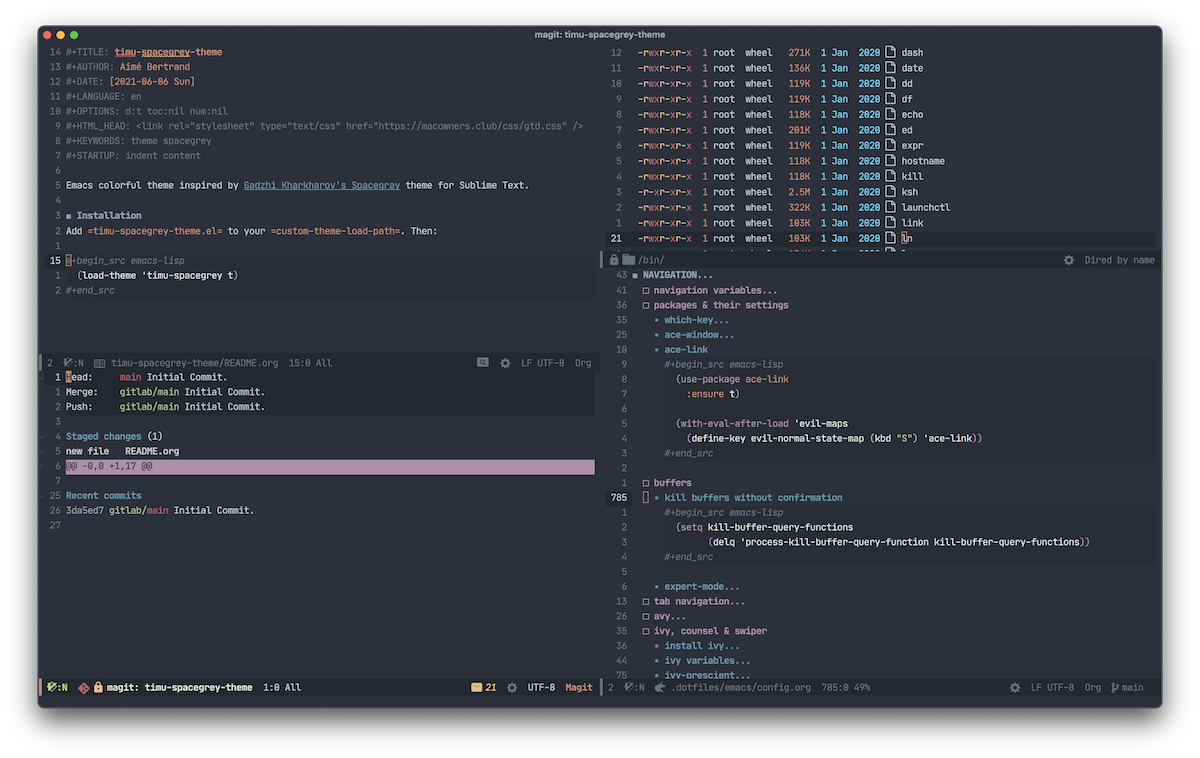 magit: timu-spacegrey-theme
14 #+TITLE: timu-spacegrey-theme
13 #+AUTHOR: Aimé Bertrand
12 #+DATE: [2021-06-06 Sun]
11 #+LANGUAGE: en
10 #+OPTIONS: d:t toc:nil num:nil
9 #+HTML_HEAD: <link rel="stylesheet" type="text/css" href="https://macowners.club/css/gtd.css" />
8 #+KEYWORDS: theme spacegrey
7 #+STARTUP: indent content
6
5 Emacs colorful theme inspired by Gadzhi Kharkharov's Spacegray theme for Sublime Text.
4
3 Installation
2 Add =timu-spacegrey-theme.el= to your =custom-theme-load-path=. Then:
1
15 #+begin_src emacs-lisp
1 (load-theme 'timu-spacegrey t)
2 #+end_src
2 :N timu-spacegrey-theme/README.org 15:0 All LF UTF-8 Org
1 Head: main Initial Commit.
1 Merge: gitlab/main Initial Commit.
2 Push: gitlab/main Initial Commit.
3
4 Staged changes (1)
5 new file README.org
6 @@ -0,0 +1,17 @@
7
25 Recent commits
26 3da5ed7 gitlab/main Initial Commit.
27
:N magit: timu-spacegrey-theme 1:0 All 21 UTF-8 Magit
12 -rwxr-xr-x 1 root wheel 271K 1 Jan 2020 dash
11 -rwxr-xr-x 1 root wheel 136K 1 Jan 2020 date
10 -rwxr-xr-x 1 root wheel 119K 1 Jan 2020 dd
9 -rwxr-xr-x 1 root wheel 119K 1 Jan 2020 df
8 -rwxr-xr-x 1 root wheel 118K 1 Jan 2020 echo
7 -rwxr-xr-x 1 root wheel 201K 1 Jan 2020 ed
6 -rwxr-xr-x 1 root wheel 119K 1 Jan 2020 expr
5 -rwxr-xr-x 1 root wheel 118K 1 Jan 2020 hostname
4 -rwxr-xr-x 1 root wheel 118K 1 Jan 2020 kill
3 -r-xr-xr-x 1 root wheel 2.5M 1 Jan 2020 ksh
2 -rwxr-xr-x 1 root wheel 322K 1 Jan 2020 launchctl
1 -rwxr-xr-x 1 root wheel 103K 1 Jan 2020 link
21 -rwxr-xr-x 1 root wheel 103K 1 Jan 2020 ln
/bin/ Dired by name
43 NAVIGATION...
41 navigation variables...
36 packages & their settings
35 which-key...
25 ace-window...
10 ace-link
9 #+begin_src emacs-lisp
8 (use-package ace-link
7 :ensure t)
6
5 (with-eval-after-load 'evil-maps
4 (define-key evil-normal-state-map (kbd "S") 'ace-link))
3 #+end_src
2
1 buffers
785 kill buffers without confirmation
1 #+begin_src emacs-lisp
2 (setq kill-buffer-query-functions
3 (delq 'process-kill-buffer-query-function kill-buffer-query-functions))
4 #+end_src
5
6 expert-mode...
13 tab navigation...
26 avy...
35 ivy, counsel & swiper
36 install ivy...
44 ivy variables...
75 ivy-prescient...
2 :N .dotfiles/emacs/config.org 785:0 49% LF UTF-8 Org main